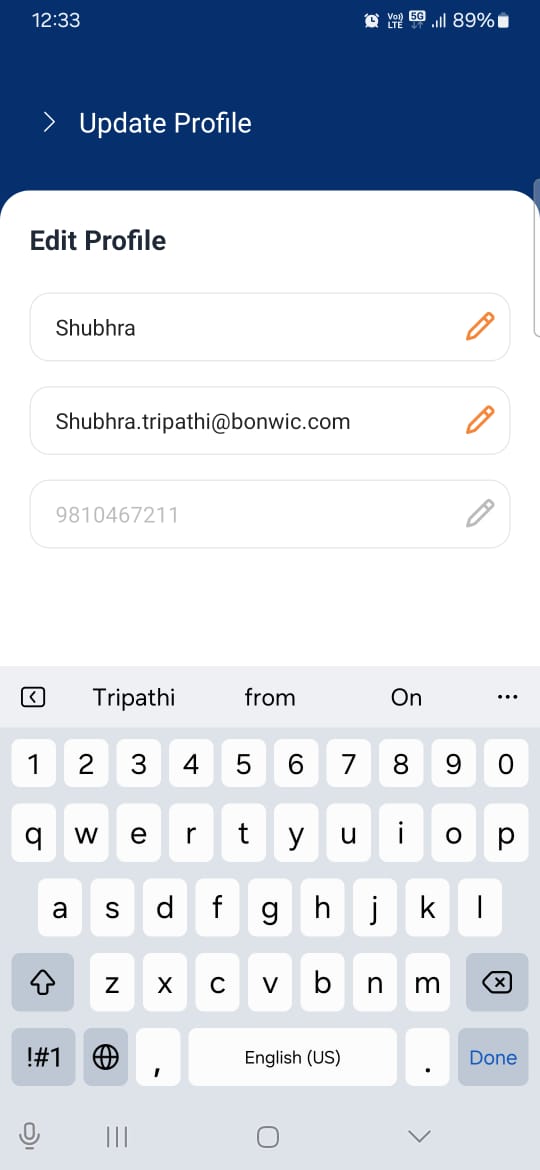 12:33 Vo)) LTE 5G 89%
Update Profile
Edit Profile
Shubhra
Shubhra.tripathi@bonwic.com
9810467211
Tripathi from On ...
1 2 3 4 5 6 7 8 9 0
q w e r t y u i o p
a s d f g h j k l
z x c v b n m
!#1 , English (US) . Done